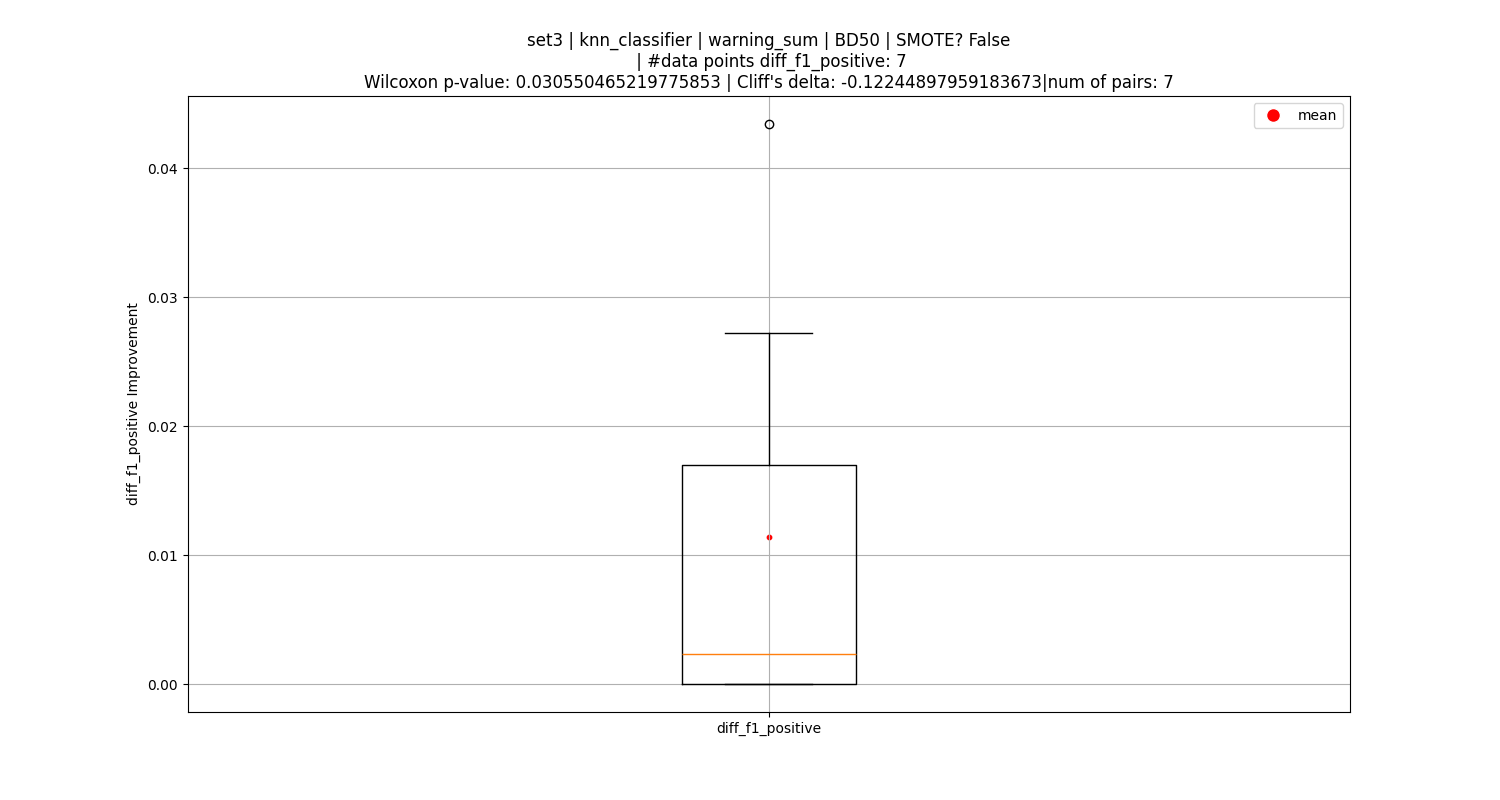 set3 | knn_classifier | warning_sum | BD50 | SMOTE? False
| #data points diff_f1_positive: 7
Wilcoxon p-value: 0.030550465219775853 | Cliff's delta: -0.12244897959183673|num of pairs: 7
mean
0.04
0.03
0.02
0.01
0.00
diff_f1_positive Improvement
diff_f1_positive